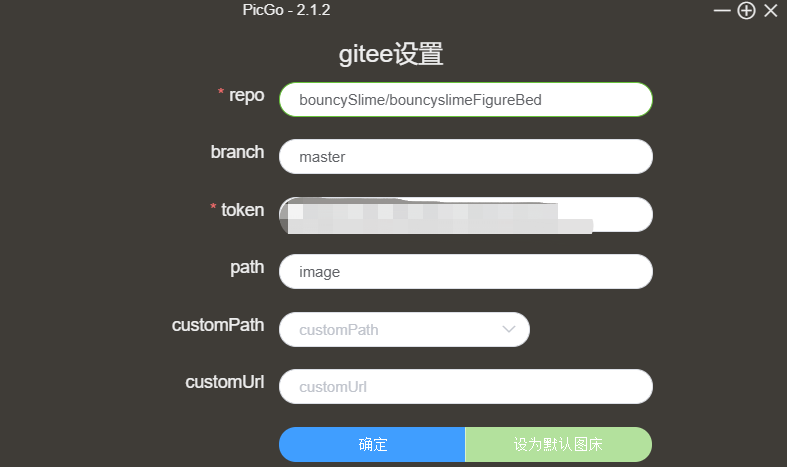 PicGo - 2.1.2
gitee设置
* repo
bouncySlime/bouncyslimeFigureBed
branch
master
* token
path
image
customPath
customPath
customUrl
customUrl
确定
设为默认图床